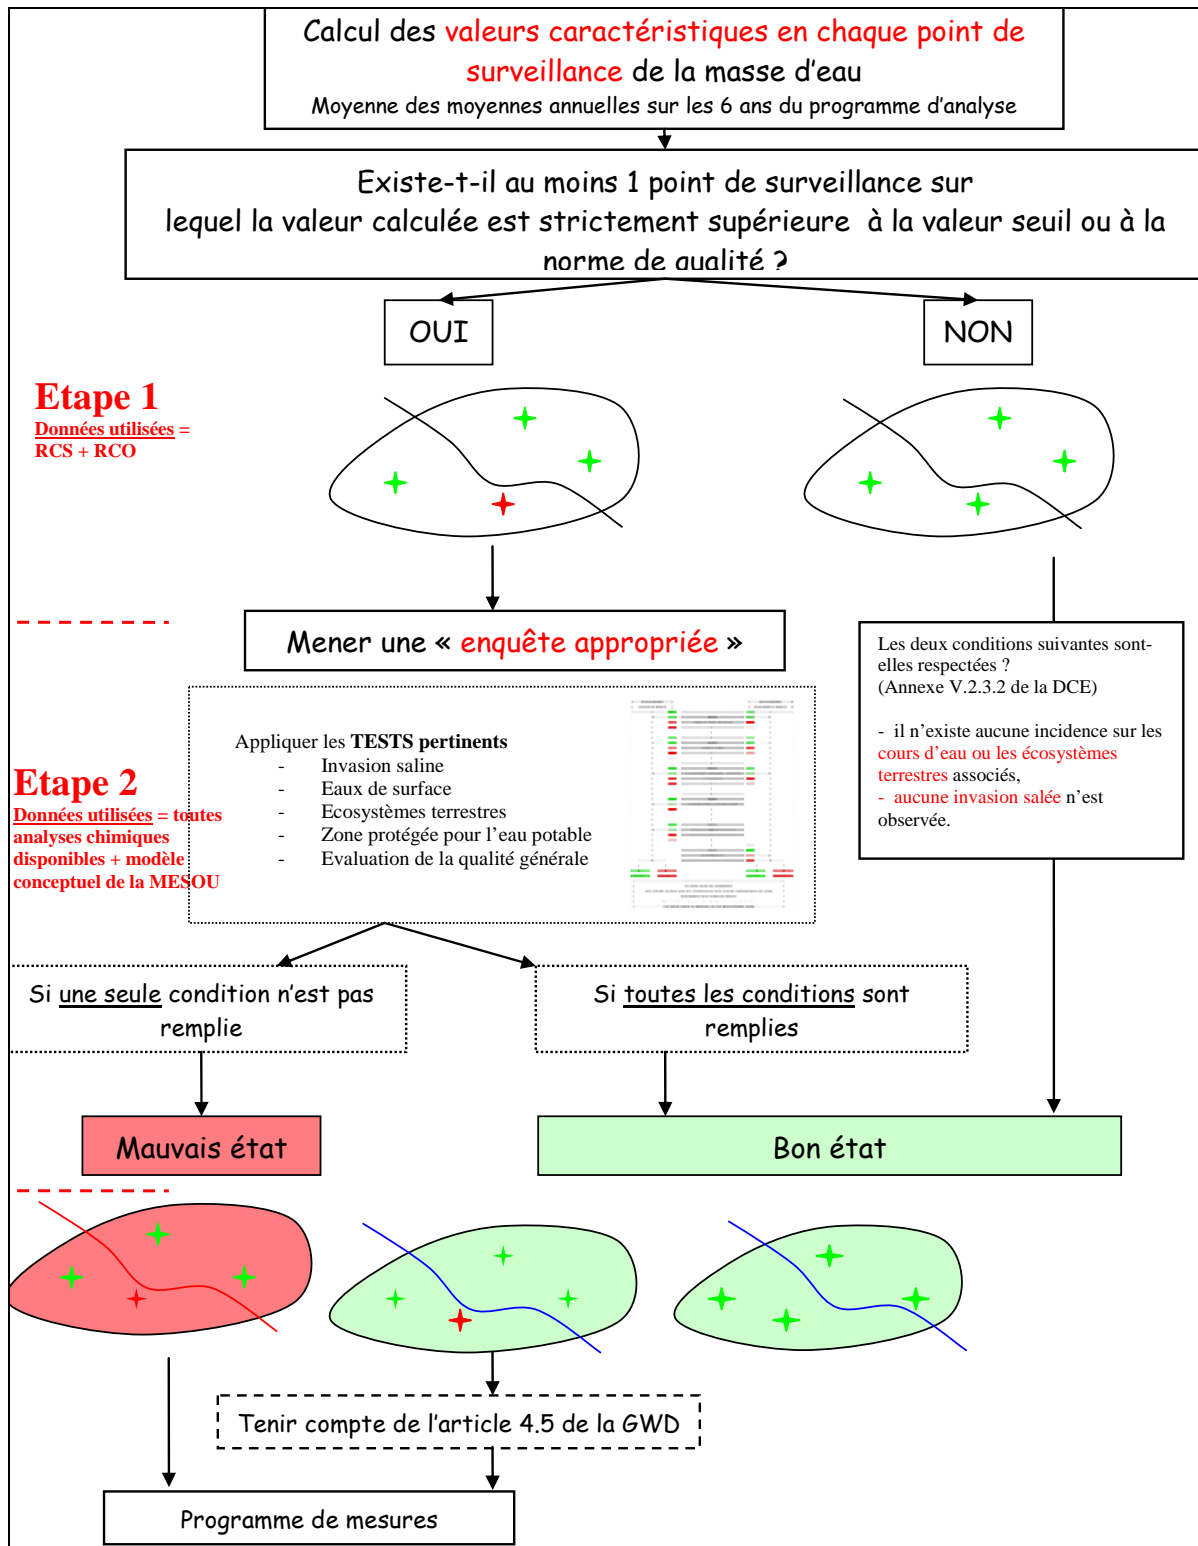 Calcul des valeurs caractéristiques en chaque point de
surveillance de la masse d'eau
Moyenne des moyennes annuelles sur les 6 ans du programme d'analyse
Existe-t-il au moins 1 point de surveillance sur
lequel la valeur calculée est strictement supérieure à la valeur seuil ou à la
norme de qualité ?
OUI
NON
Etape 1
Données utilisées =
RCS + RCO
Mener une « enquête appropriée »
Les deux conditions suivantes sont-
elles respectées ?
(Annexe V.2.3.2 de la DCE)
- il n'existe aucune incidence sur les
cours d'eau ou les écosystèmes
terrestres associés,
- aucune invasion salée n'est
observée.
Etape 2
Données utilisées = toutes
analyses chimiques
disponibles + modèle
conceptuel de la MESOU
Appliquer les TESTS pertinents
- Invasion saline
- Eaux de surface
- Ecosystèmes terrestres
- Zone protégée pour l'eau potable
- Evaluation de la qualité générale
Si une seule condition n'est pas
remplie
Si toutes les conditions sont
remplies
Mauvais état
Bon état
Tenir compte de l'article 4.5 de la GWD
Programme de mesures